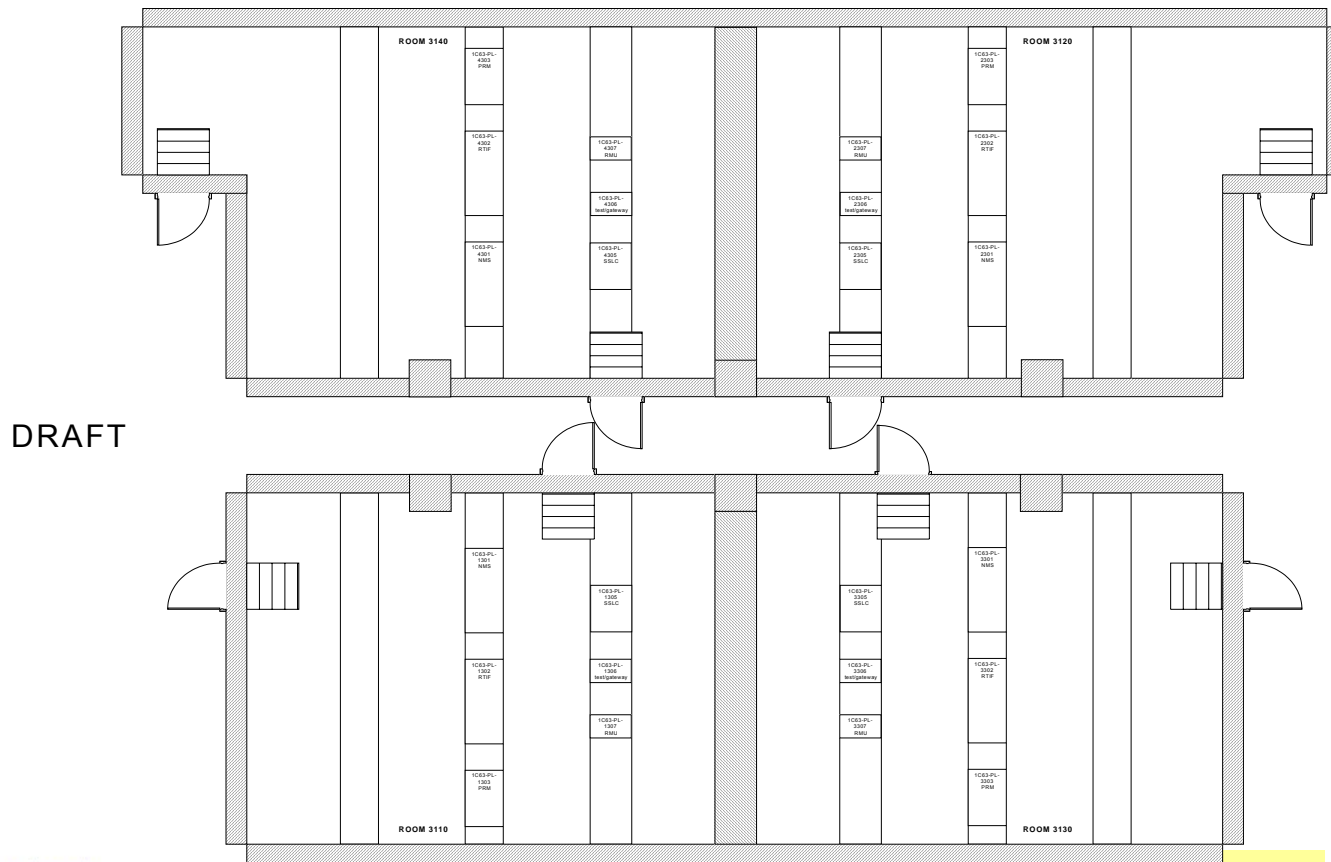 ROOM 3140
1C63-PL-
4303
PRM
1C63-PL-
2303
PRM
ROOM 3120
1C63-PL-
4302
RTIF
1C63-PL-
4307
RMU
1C63-PL-
2307
RMU
1C63-PL-
2302
RTIF
1C63-PL-
4306
test/gateway
1C63-PL-
2306
test/gateway
1C63-PL-
4301
NMS
1C63-PL-
4305
SSLC
1C63-PL-
2305
SSLC
1C63-PL-
2301
NMS
DRAFT
1C63-PL-
1301
NMS
1C63-PL-
3301
NMS
1C63-PL-
1305
SSLC
1C63-PL-
3305
SSLC
1C63-PL-
1302
RTIF
1C63-PL-
1306
test/gateway
1C63-PL-
3306
test/gateway
1C63-PL-
3302
RTIF
1C63-PL-
1307
RMU
1C63-PL-
3307
RMU
1C63-PL-
1303
PRM
1C63-PL-
3303
PRM
ROOM 3110
ROOM 3130